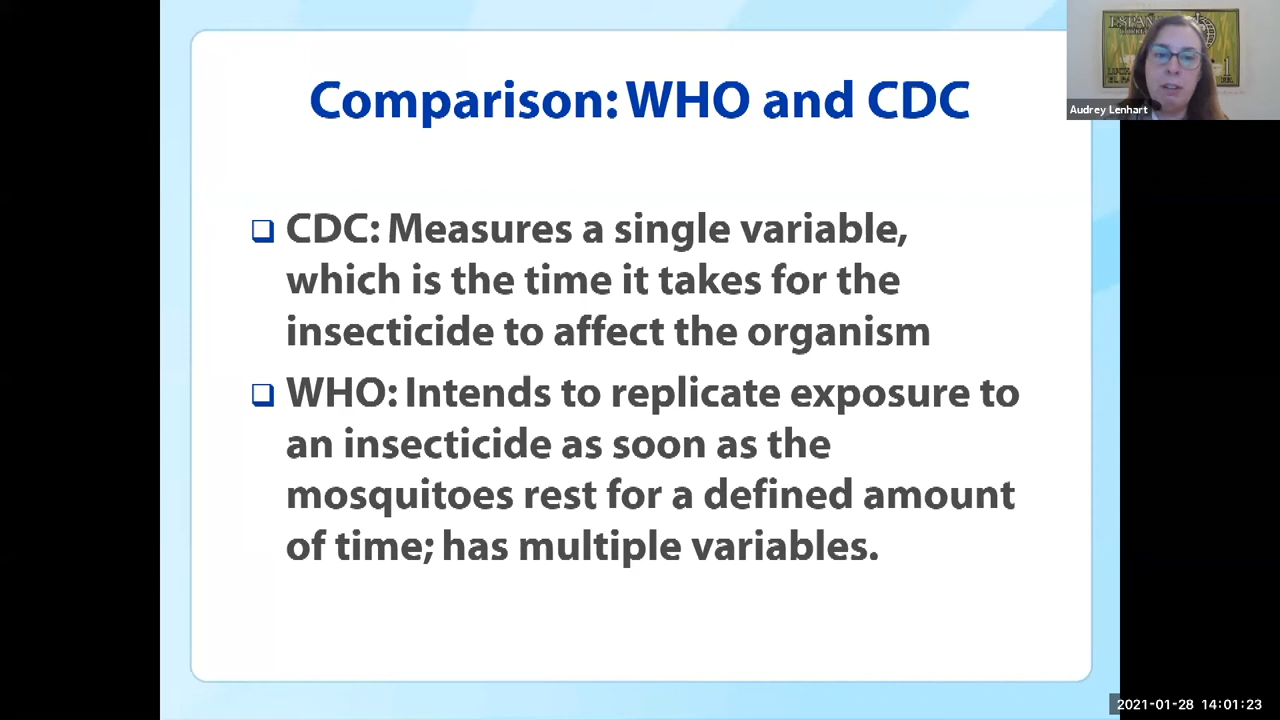 Comparison: WHO and CDC
CDC: Measures a single variable,
which is the time it takes for the
insecticide to affect the organism
WHO: Intends to replicate exposure to
an insecticide as soon as the
mosquitoes rest for a defined amount
of time; has multiple variables.
Audrey Lenhart
2021-01-28 14:01:23